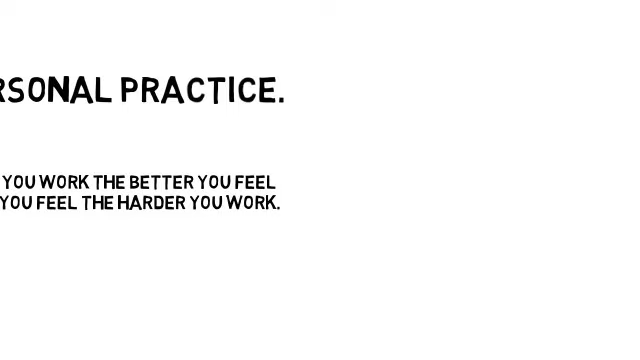 RSONAL PRACTICE.
YOU WORK THE BETTER YOU FEEL
YOU FEEL THE HARDER YOU WORK.